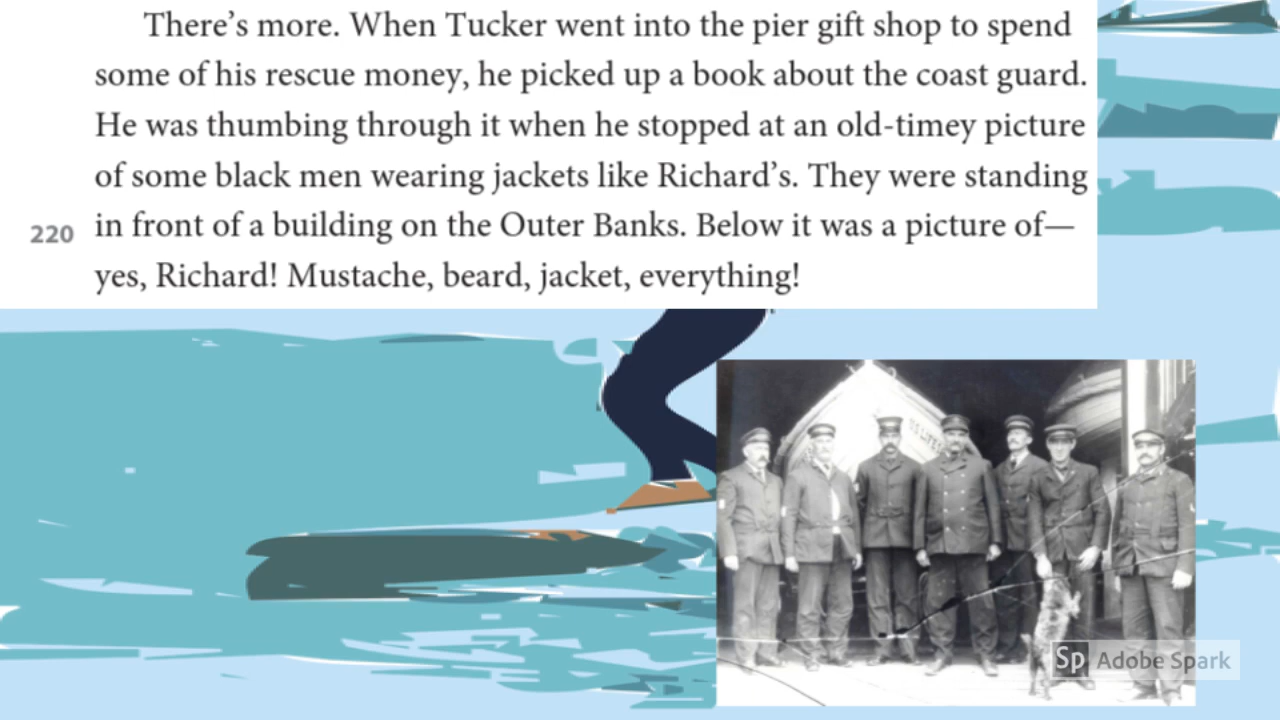 There’s more. When Tucker went into the pier gift shop to spend
some of his rescue money, he picked up a book about the coast guard.
He was thumbing through it when he stopped at an old-timey picture
of some black men wearing jackets like Richard’s. They were standing
220 in front of a building on the Outer Banks. Below it was a picture of—
yes, Richard! Mustache, beard, jacket, everything!
Sp Adobe Spark